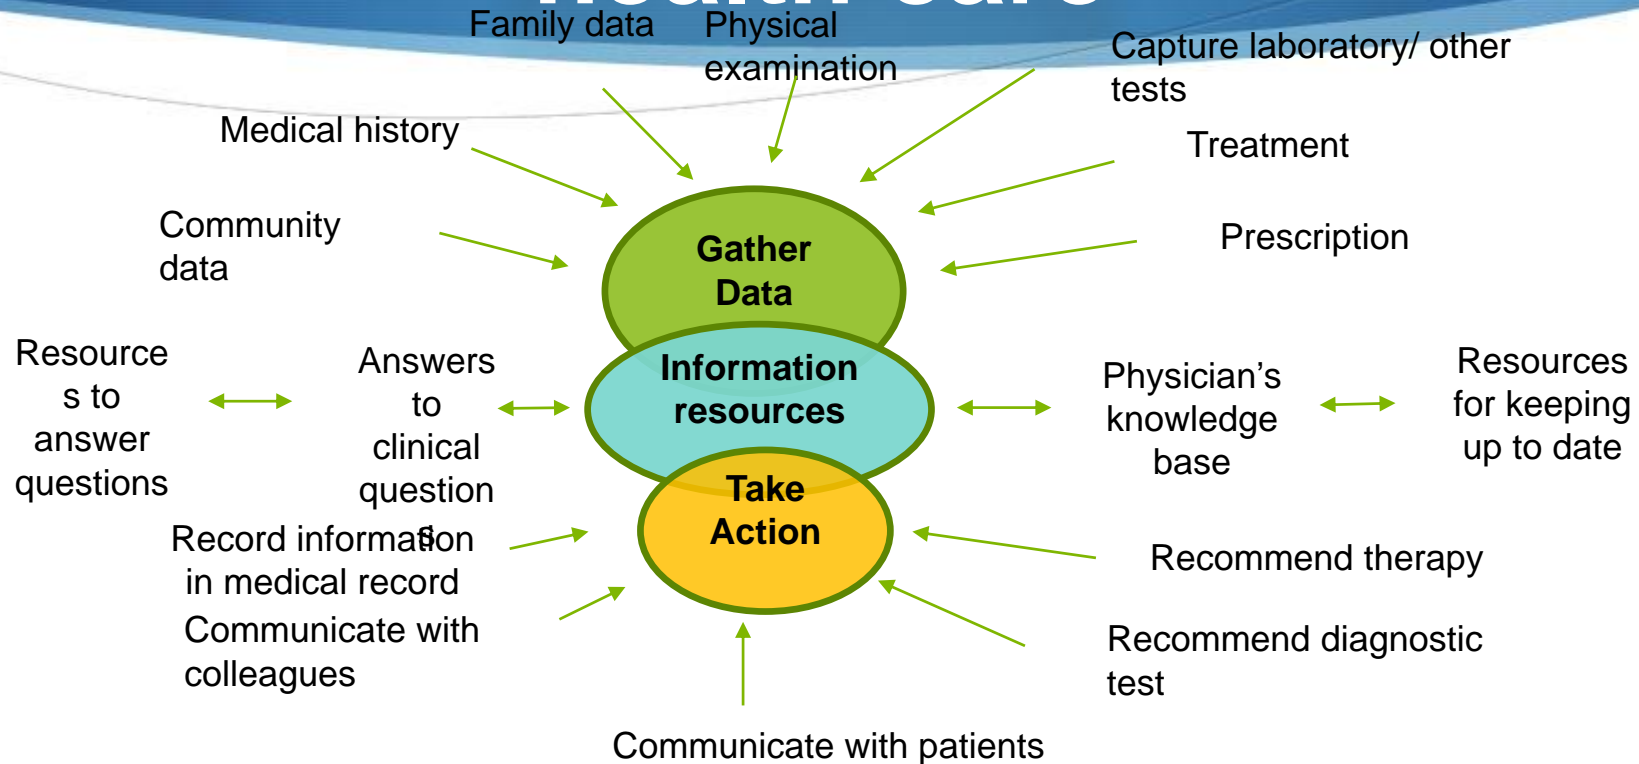 health care
Family data
Physical
examination
Capture laboratory/ other
tests
Medical history
Treatment
Community
data
Prescription
Gather
Data
Resource
s to
answer
questions
Answers
to
clinical
question
s
Information
resources
Physician’s
knowledge
base
Resources
for keeping
up to date
Take
Action
Record information
in medical record
Communicate with
colleagues
Recommend therapy
Recommend diagnostic
test
Communicate with patients